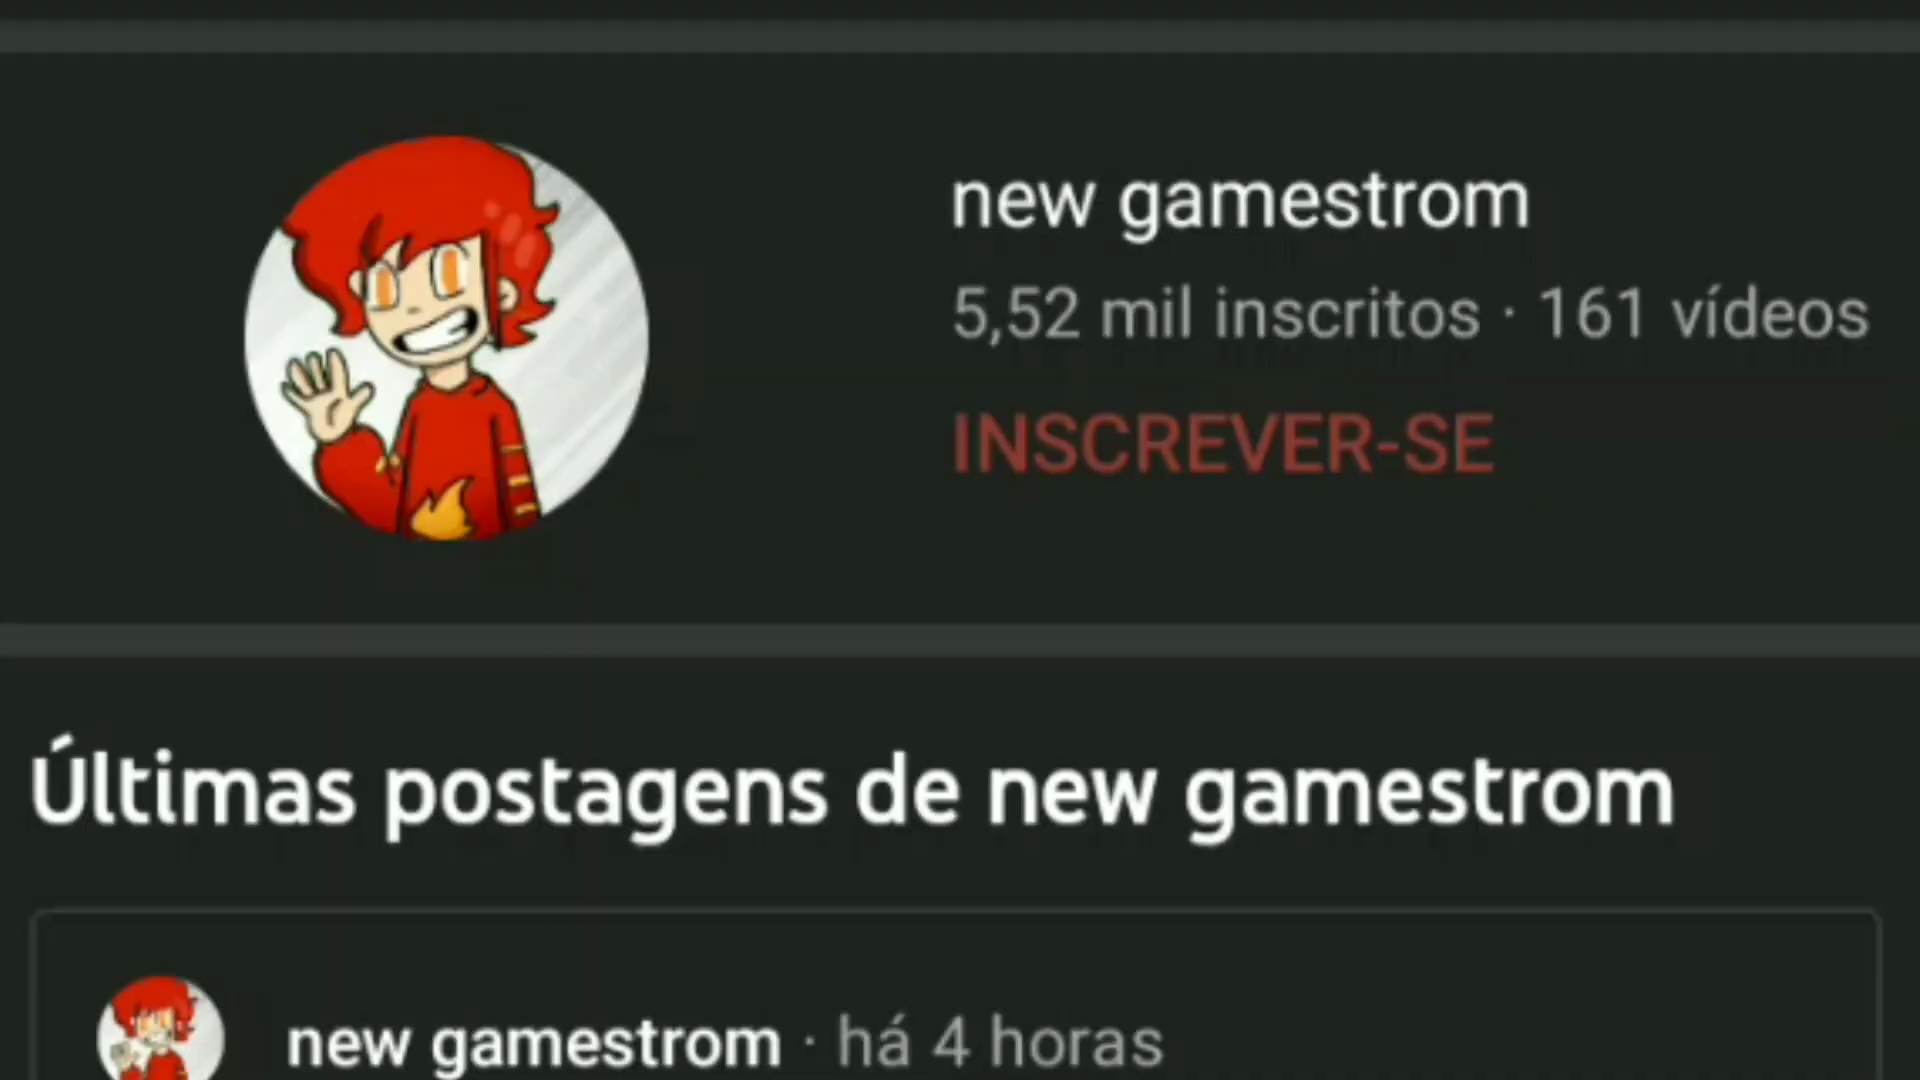 new gamestrom
5,52 mil inscritos · 161 vídeos
INSCREVER-SE
Últimas postagens de new gamestrom
new gamestrom · há 4 horas